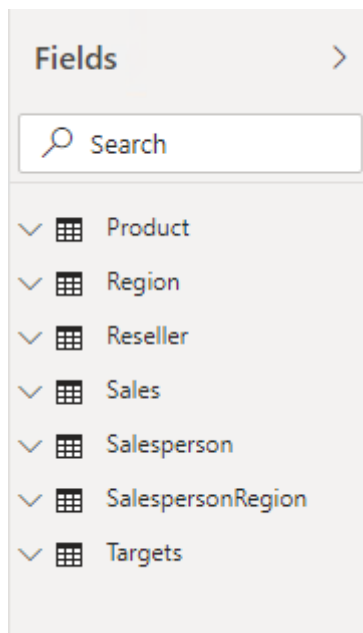 Fields
Search
Product
Region
Reseller
Sales
Salesperson
SalespersonRegion
Targets